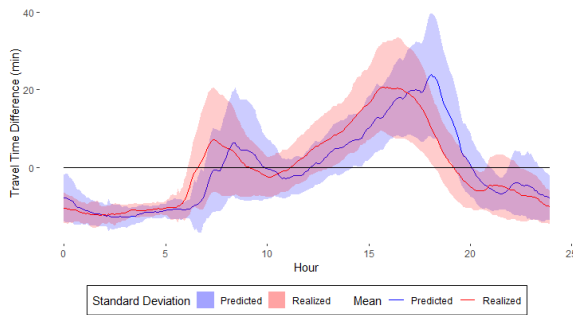 40
20
0
Travel Time Difference (min)
0 5 10 15 20 25
Hour
Standard Deviation Predicted Realized Mean Predicted Realized